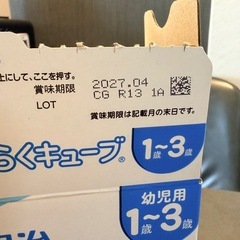 上にして、ここを押す。
賞味期限 2027.04
LOT CG R13 1A
賞味期限は記載月の末日です。
らくキューブ® 1~3歳
幼児用
1~3歳
明治